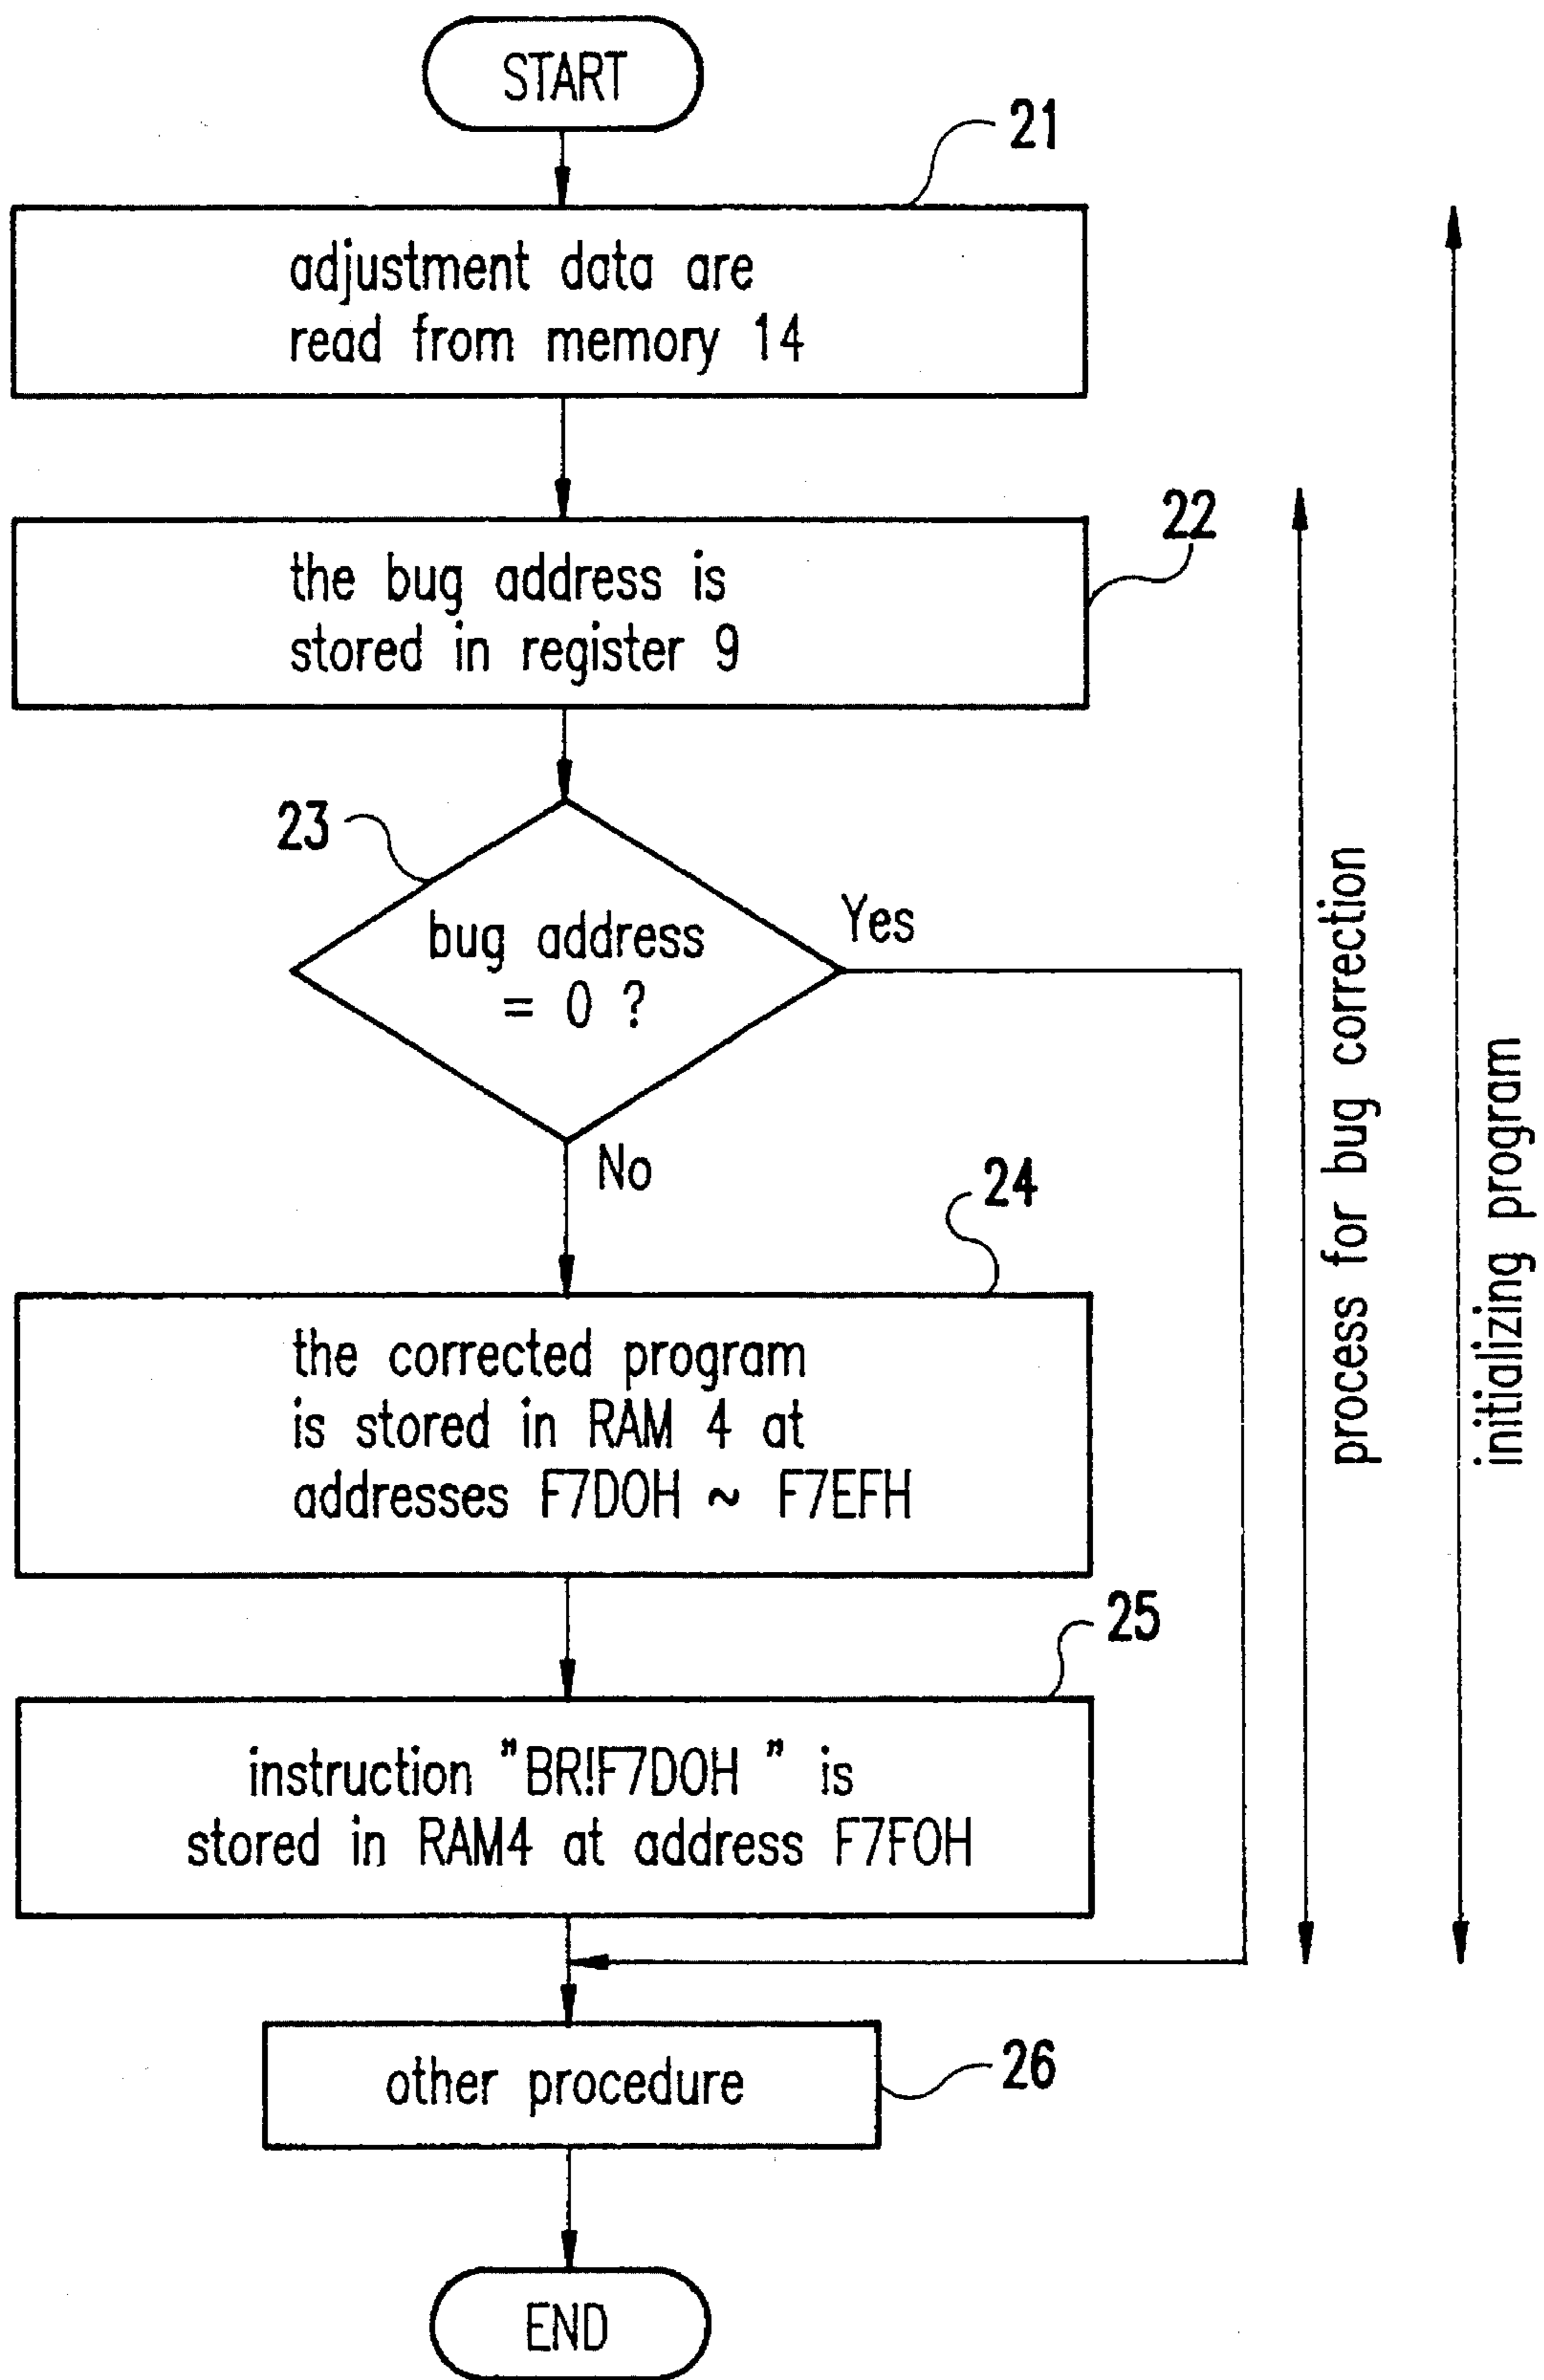 START
21
adjustment data are
read from memory 14
22
the bug address is
stored in register 9
23
bug address
= 0 ?
Yes
No
24
the corrected program
is stored in RAM 4 at
addresses F7D0H ~ F7EFH
25
instruction "BR!F7D0H " is
stored in RAM4 at address F7F0H
26
other procedure
END
process for bug correction
initializing program